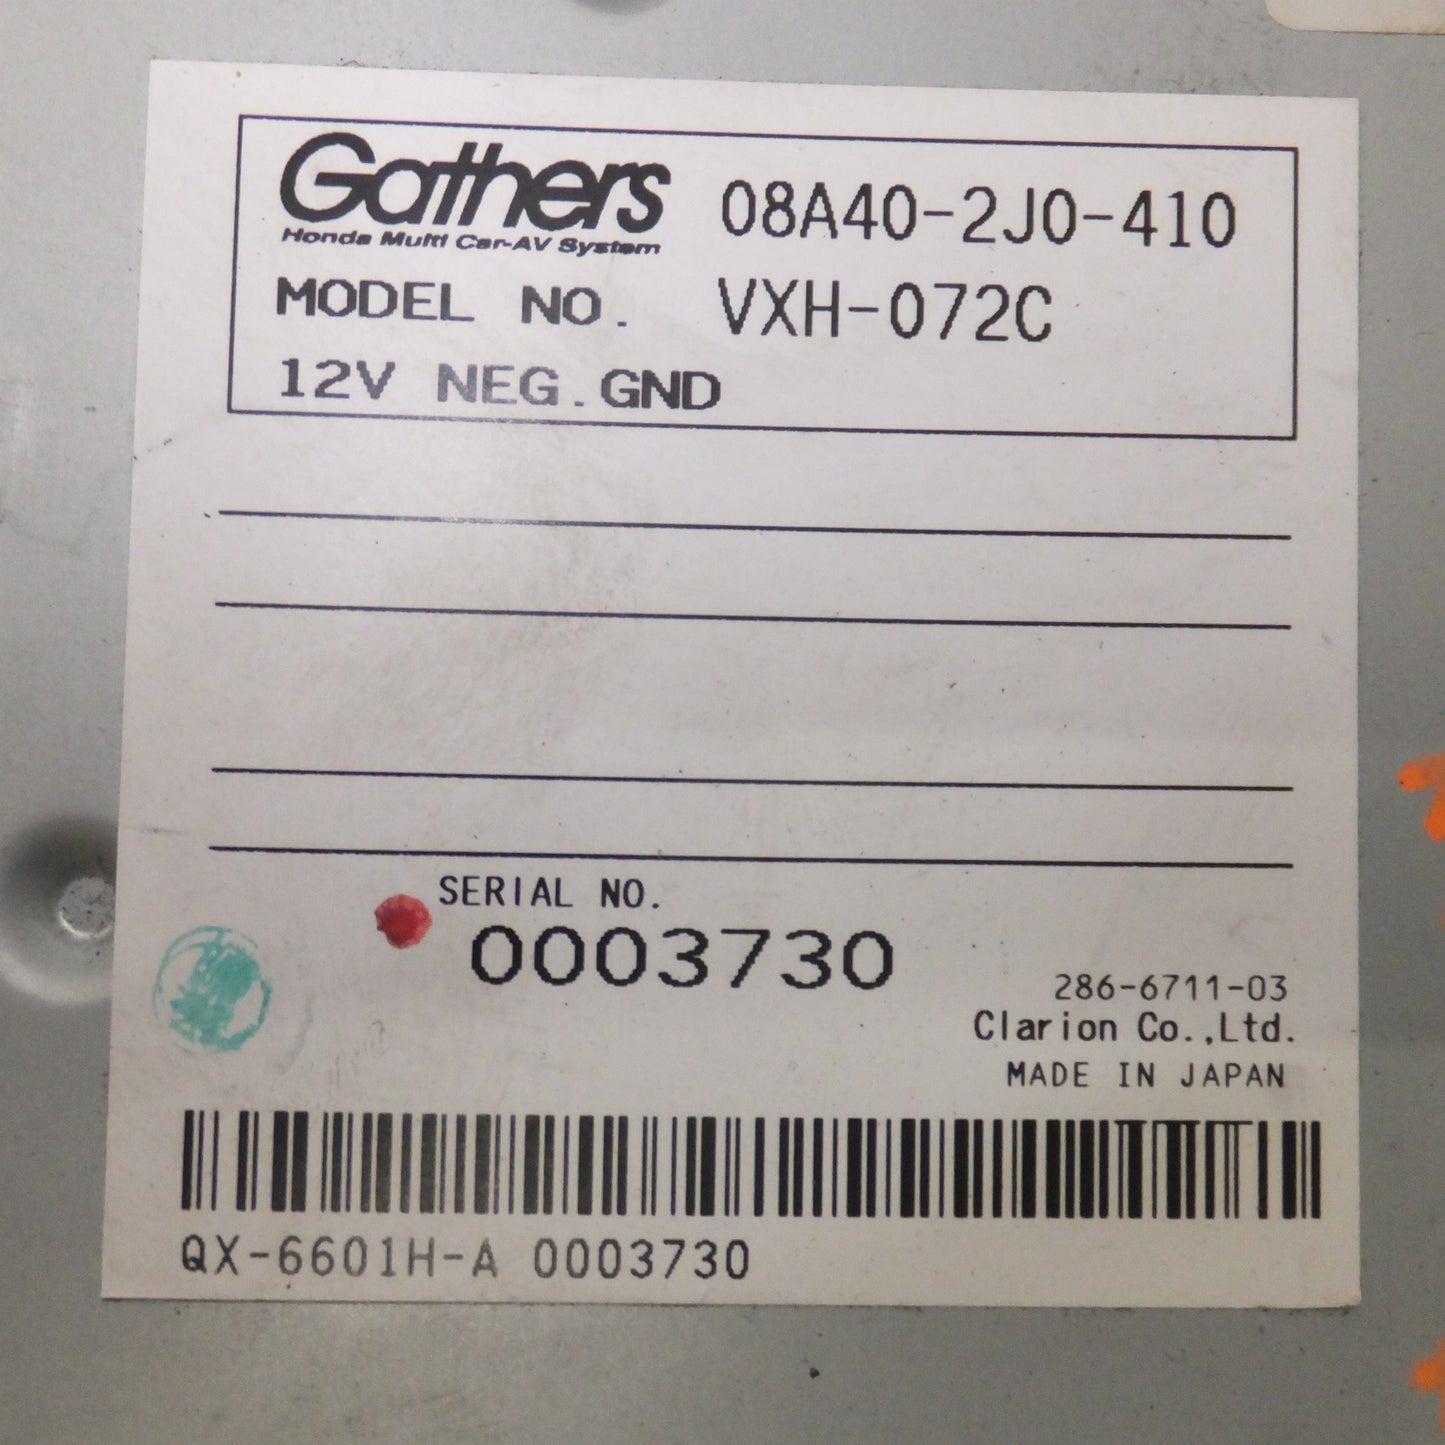 Gathers 08A40-2J0-410
Honda Multi Car-AV System
MODEL NO. VXH-072C
12V NEG.GND
SERIAL NO.
0003730
286-6711-03
Clarion Co.,Ltd.
MADE IN JAPAN
QX-6601H-A 0003730